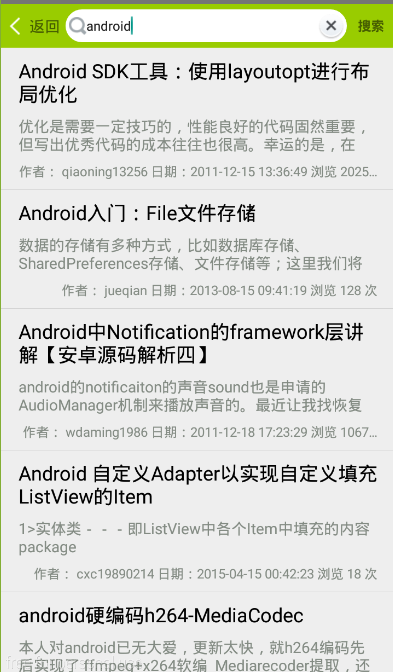 返回 android 搜索
Android SDK工具：使用layoutopt进行布
局优化
优化是需要一定技巧的，性能良好的代码固然重要，
但写出优秀代码的成本往往也很高。幸运的是，在
作者： qiaoning13256 日期：2011-12-15 13:36:49 浏览 2025...
Android入门：File文件存储
数据的存储有多种方式，比如数据库存储、
SharedPreferences存储、文件存储等；这里我们将
作者： jueqian 日期：2013-08-15 09:41:19 浏览 128 次
Android中Notification的framework层讲
解【安卓源码解析四】
android的notificaiton的声音sound也是申请的
AudioManager机制来播放声音的。最近让我找恢复
作者： wdaming1986 日期：2011-12-18 17:23:29 浏览 1067...
Android 自定义Adapter以实现自定义填充
ListView的Item
1>实体类－－－即ListView中各个Item中填充的内容
package
作者： cxc19890214 日期：2015-04-15 00:42:23 浏览 18 次
android硬编码h264-MediaCodec
本人对android已无大爱，更新太快，就h264编码先
后实现了 ffmpeg+x264软编 Mediarecoder提取，还